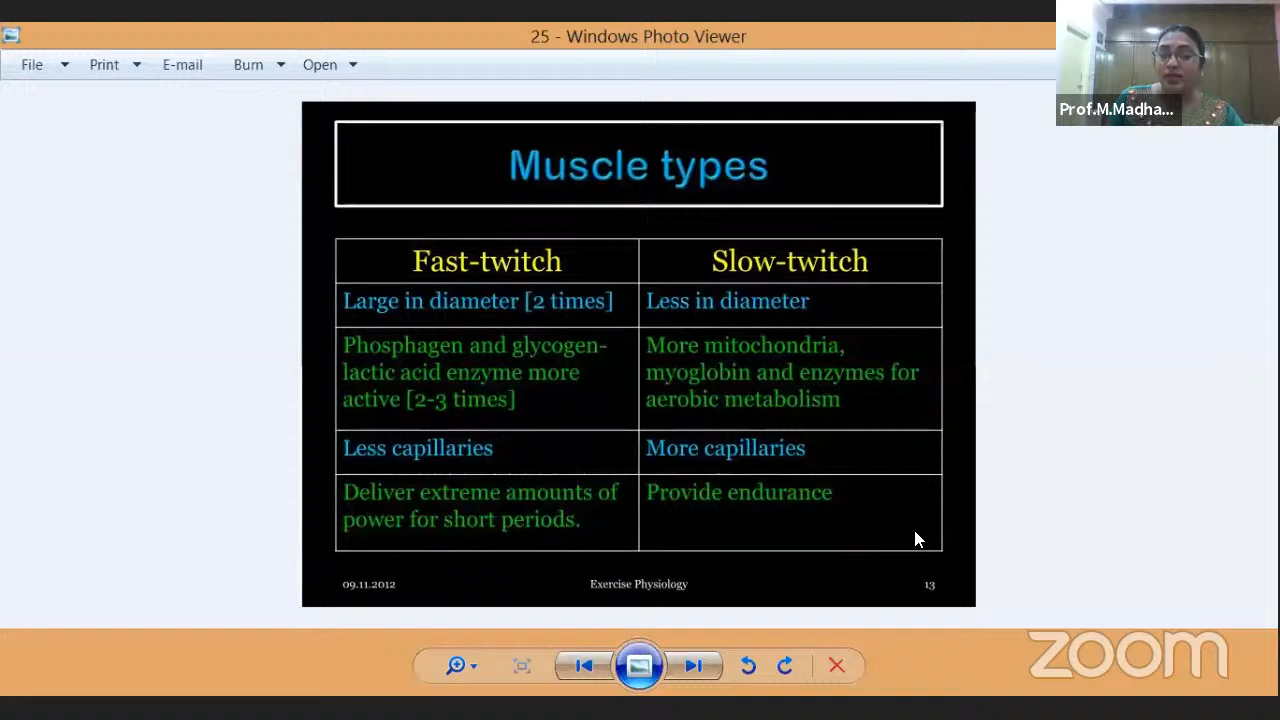 25 - Windows Photo Viewer
File Print E-mail Burn Open
Prof.M.Madha...
Muscle types
Fast-twitch Slow-twitch
Large in diameter [2 times] Less in diameter
Phosphagen and glycogen- More mitochondria,
lactic acid enzyme more myoglobin and enzymes for
active [2-3 times] aerobic metabolism
Less capillaries More capillaries
Deliver extreme amounts of Provide endurance
power for short periods.
09.11.2012 Exercise Physiology 13
zoom